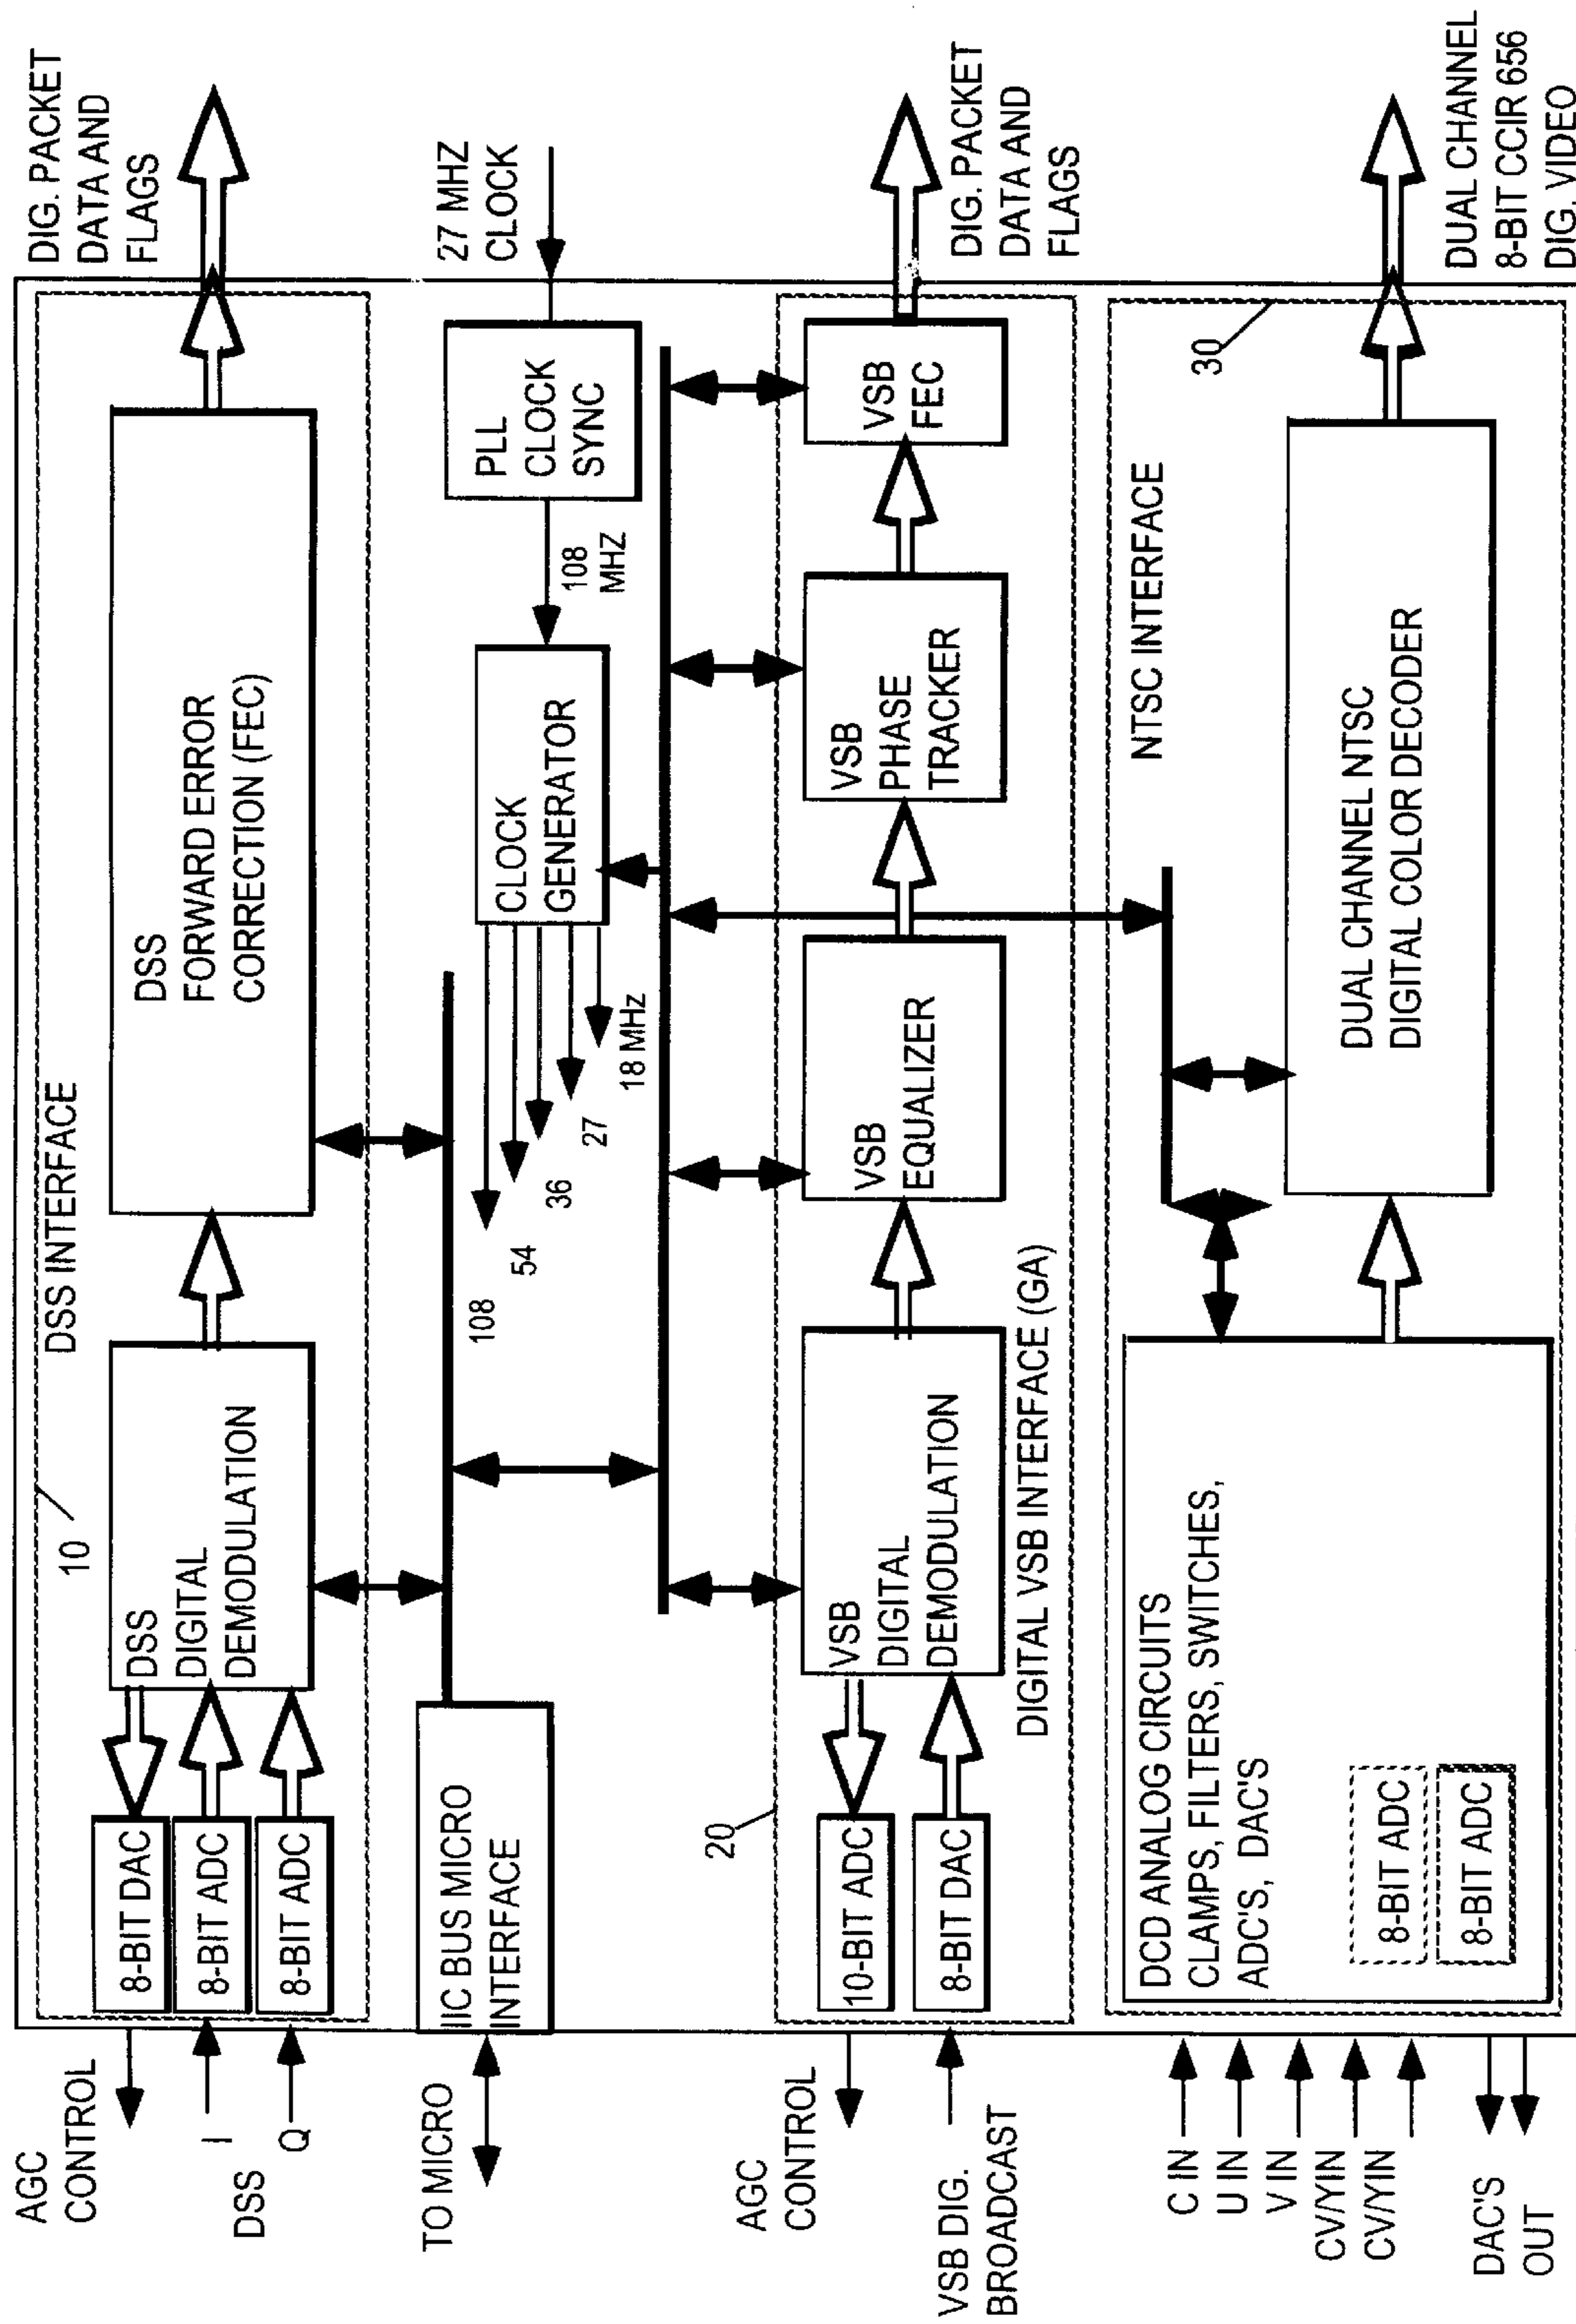 AGC
CONTROL
I
DSS
Q
TO MICRO
AGC
CONTROL
VSB DIG.
BROADCAST
C IN
U IN
V IN
CV/YIN
CV/YIN
DAC'S
OUT
10
DSS INTERFACE
8-BIT DAC
8-BIT ADC
8-BIT ADC
DSS
DIGITAL
DEMODULATION
DSS
FORWARD ERROR
CORRECTION (FEC)
DIG. PACKET
DATA AND
FLAGS
IIC BUS MICRO
INTERFACE
108
54
36
27
18 MHz
CLOCK
GENERATOR
108
MHZ
PLL
CLOCK
SYNC
27 MHZ
CLOCK
20
10-BIT ADC
8-BIT DAC
VSB
DIGITAL
DEMODULATION
VSB
EQUALIZER
VSB
PHASE
TRACKER
VSB
FEC
DIG. PACKET
DATA AND
FLAGS
DIGITAL VSB INTERFACE (GA)
NTSC INTERFACE
30
DCD ANALOG CIRCUITS
CLAMPS, FILTERS, SWITCHES,
ADC'S, DAC'S
8-BIT ADC
8-BIT ADC
DUAL CHANNEL NTSC
DIGITAL COLOR DECODER
DUAL CHANNEL
8-BIT CCIR 656
DIG. VIDEO